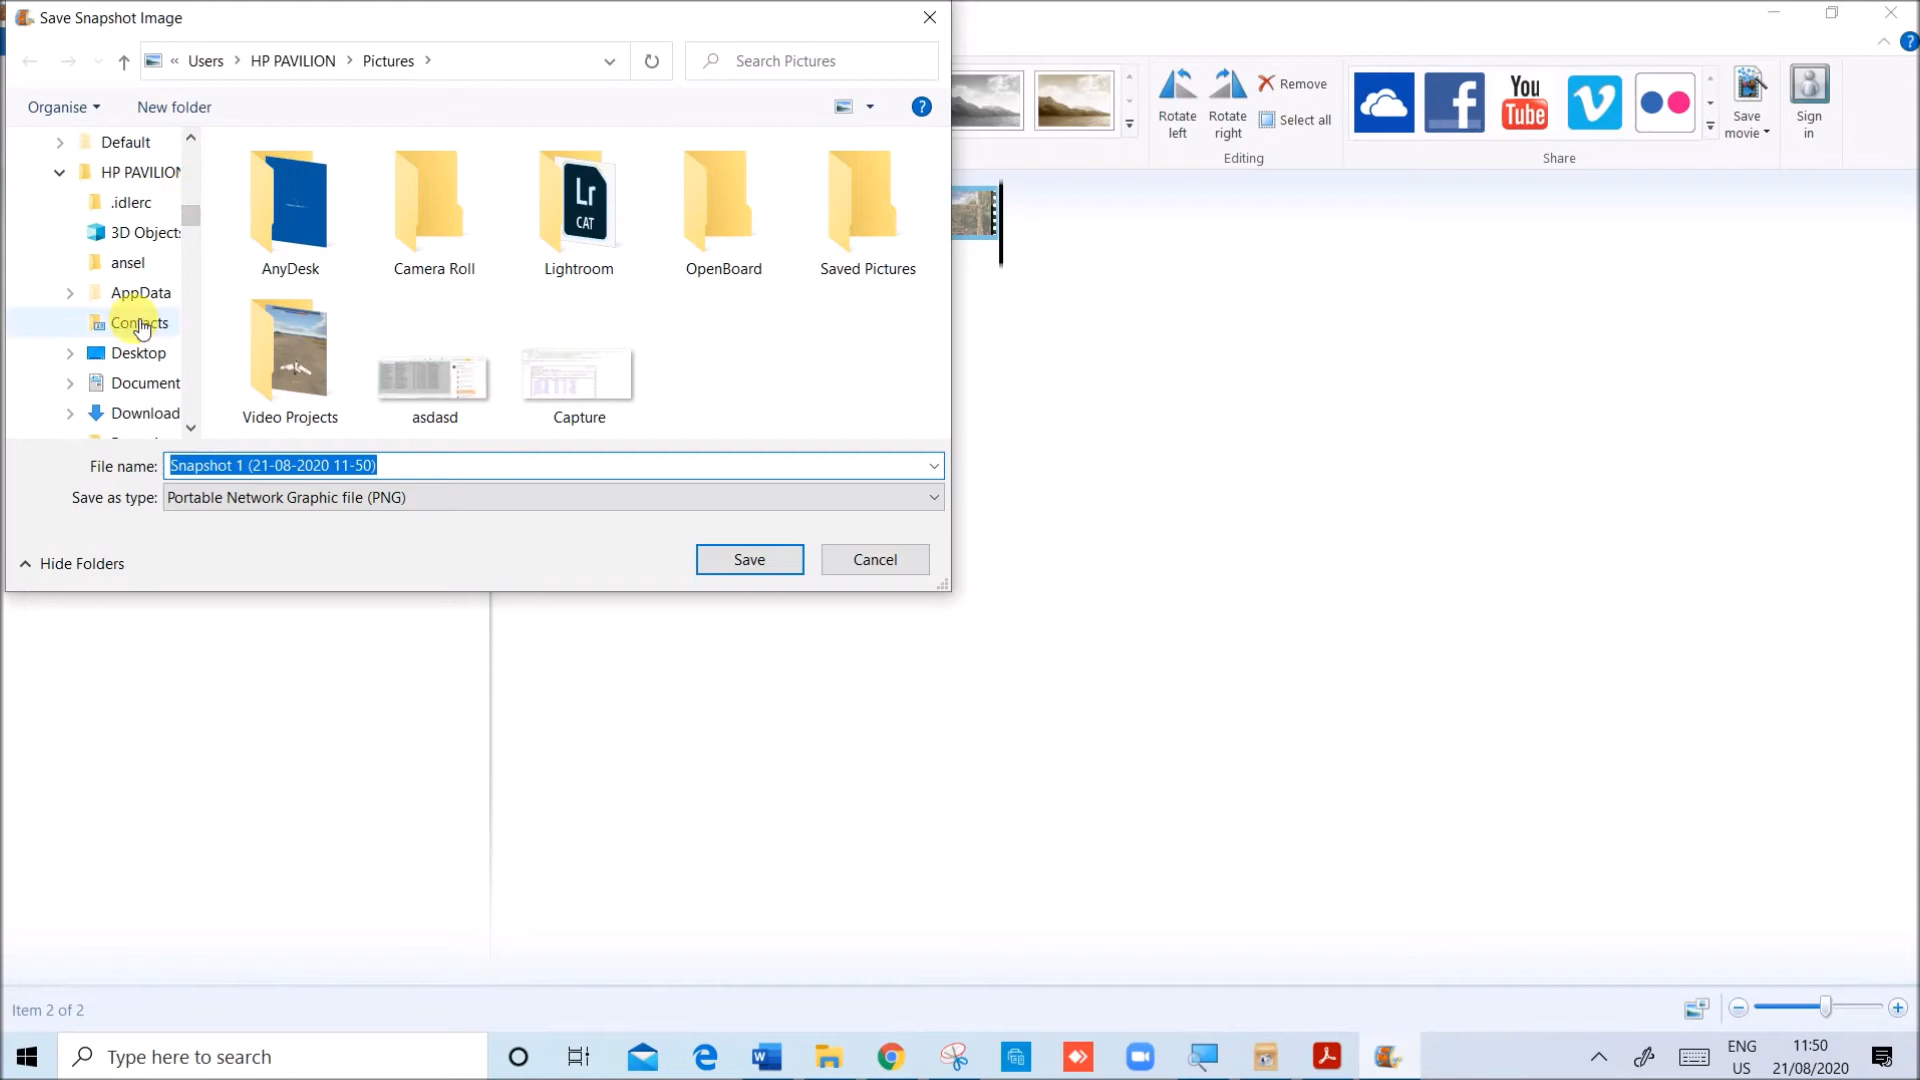 Save Snapshot Image
« Users > HP PAVILION > Pictures >
Search Pictures
Organise
New folder
Default
HP PAVILION
.idlerc
3D Objects
ansel
AppData
Contacts
Desktop
Document
Download
AnyDesk
Camera Roll
Lr
CAT
Lightroom
OpenBoard
Saved Pictures
Video Projects
asdasd
Capture
File name:
Snapshot 1 (21-08-2020 11-50)
Save as type:
Portable Network Graphic file (PNG)
Hide Folders
Save
Cancel
Rotate left
Rotate right
Remove
Select all
Editing
You Tube
Save movie
Share
Sign in
Item 2 of 2
Type here to search
ENG
US
11:50
21/08/2020